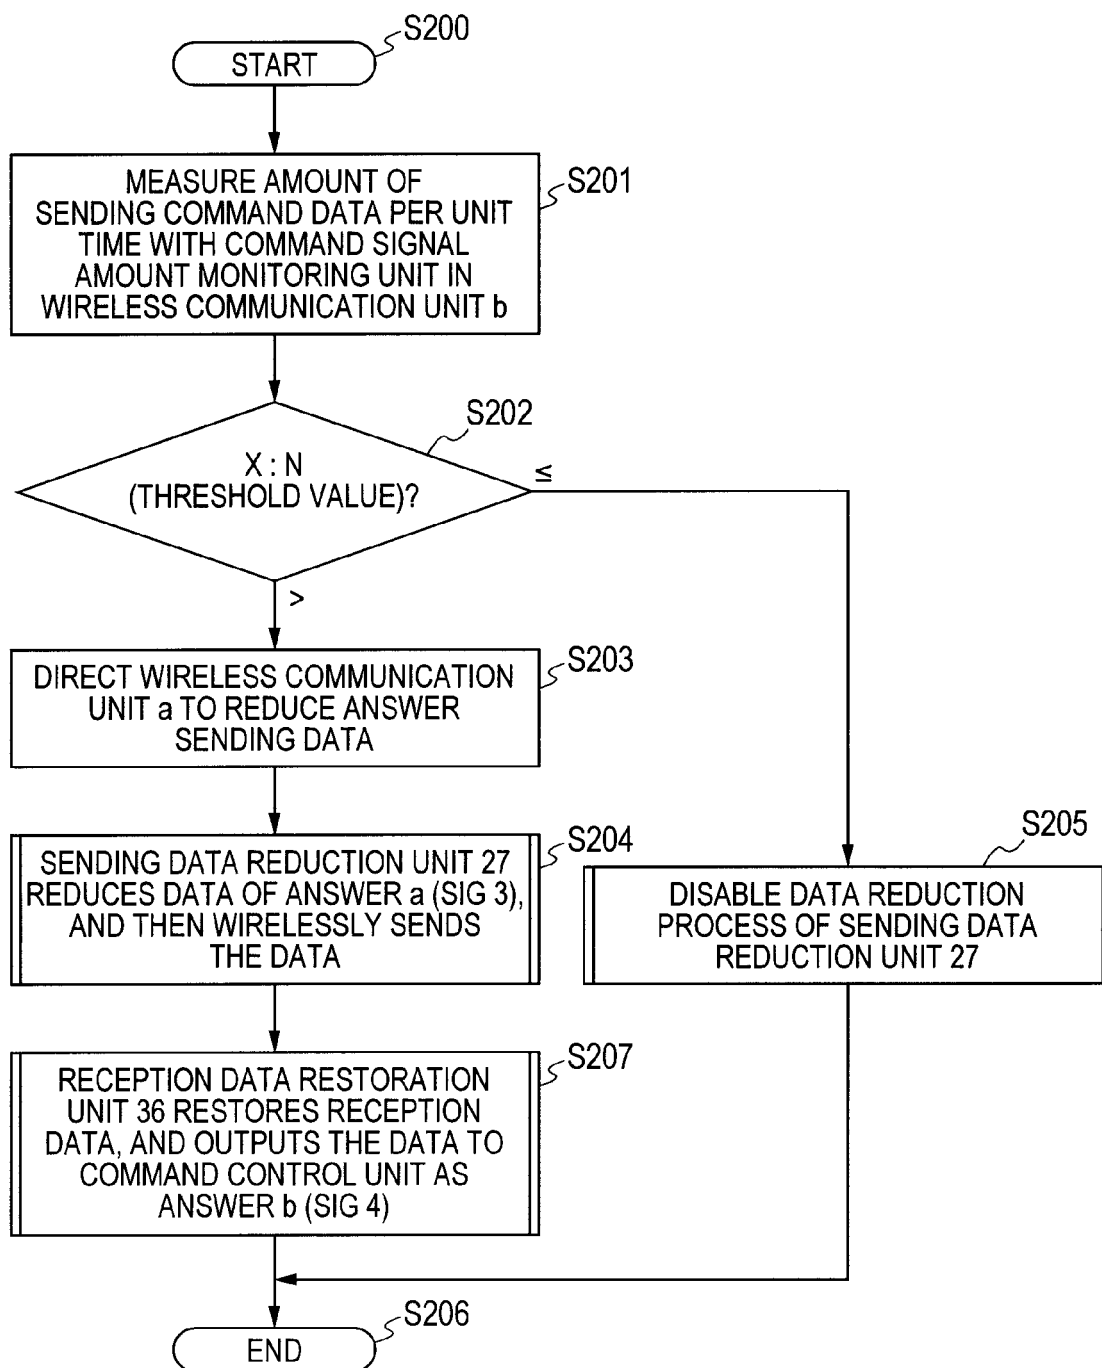 S200
START
S201
MEASURE AMOUNT OF
SENDING COMMAND DATA PER UNIT
TIME WITH COMMAND SIGNAL
AMOUNT MONITORING UNIT IN
WIRELESS COMMUNICATION UNIT b
S202
X : N
(THRESHOLD VALUE)?
≤
>
S203
DIRECT WIRELESS COMMUNICATION
UNIT a TO REDUCE ANSWER
SENDING DATA
S204
SENDING DATA REDUCTION UNIT 27
REDUCES DATA OF ANSWER a (SIG 3),
AND THEN WIRELESSLY SENDS
THE DATA
S205
DISABLE DATA REDUCTION
PROCESS OF SENDING DATA
REDUCTION UNIT 27
S207
RECEPTION DATA RESTORATION
UNIT 36 RESTORES RECEPTION
DATA, AND OUTPUTS THE DATA TO
COMMAND CONTROL UNIT AS
ANSWER b (SIG 4)
S206
END